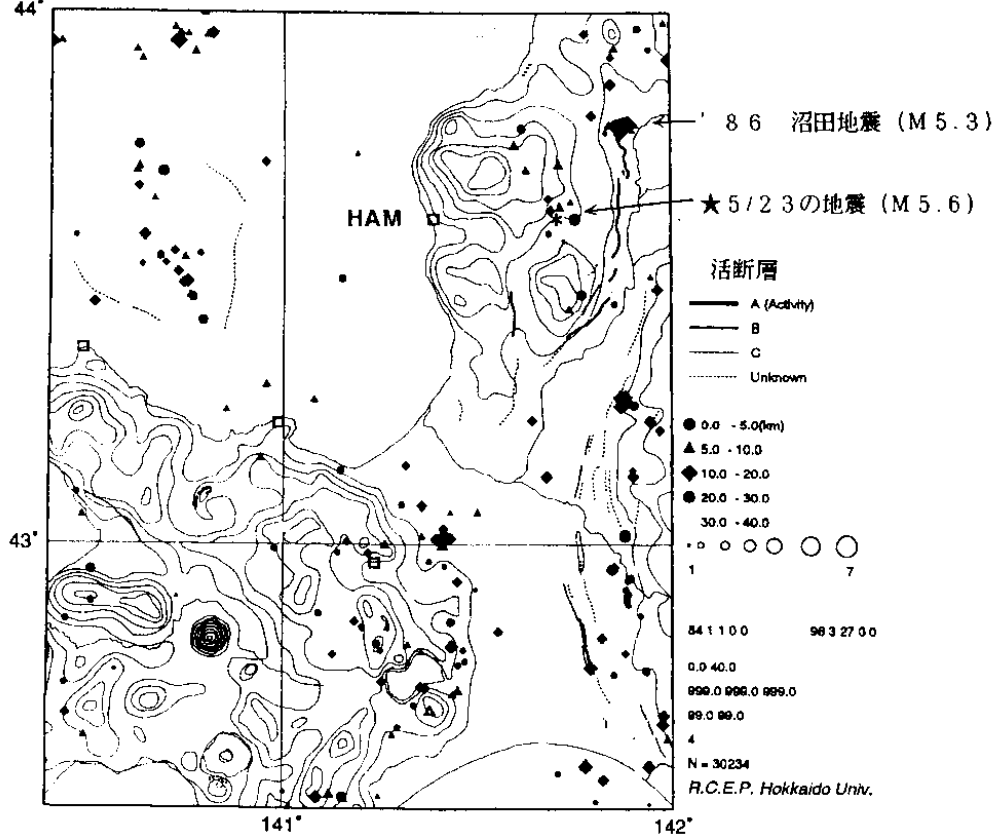 44°
'86 沼田地震 (M5.3)
★5/23の地震 (M5.6)
HAM
活断層
A (Activity)
B
C
Unknown
0.0 - 5.0(km)
5.0 - 10.0
10.0 - 20.0
20.0 - 30.0
30.0 - 40.0
43°
1 7
84 1 1 0 0 96 3 27 0 0
0.0 40.0
999.0 999.0 999.0
99.0 99.0
4
N = 30234
R.C.E.P. Hokkaido Univ.
141° 142°